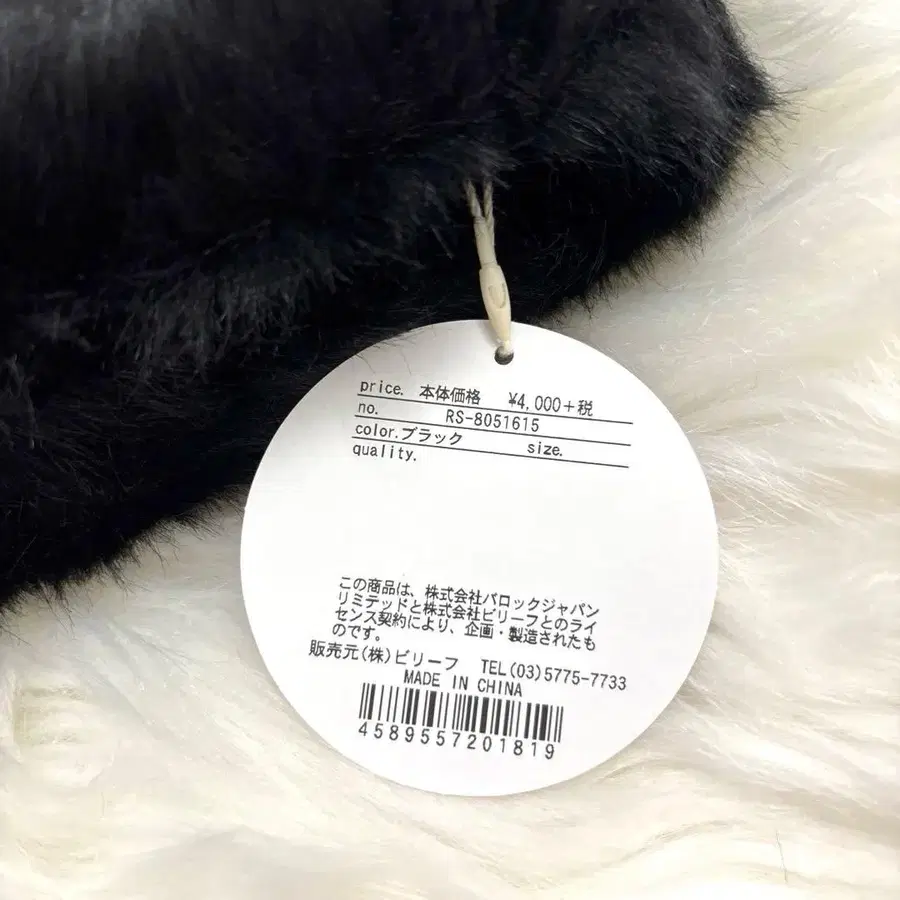 price. 本体価格 ¥4,000+税
no. RS-8051615
color.ブラック size.
quality.
この商品は、株式会社バロックジャパン
リミテッドと株式会社ビリーフとのライ
センス契約により、企画・製造されたも
のです。
販売元(株)ビリーフ TEL(03)5775-7733
MADE IN CHINA
4589557201819